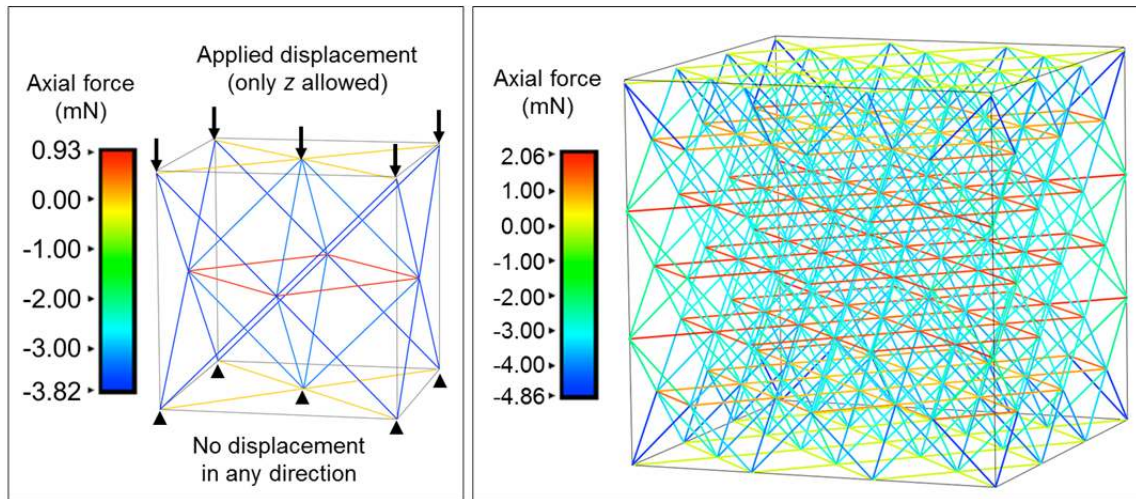 Applied displacement
(only z allowed)
Axial force
(mN)
0.93
0.00
-1.00
-2.00
-3.00
-3.82
No displacement
in any direction
Axial force
(mN)
2.06
1.00
0.00
-1.00
-2.00
-3.00
-4.00
-4.86